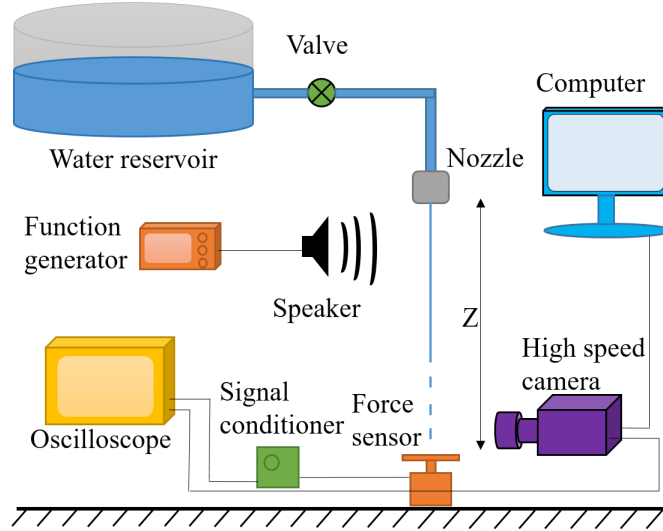 Valve
Computer
Water reservoir
Nozzle
Function
generator
Speaker
Z
High speed
camera
Signal
conditioner
Force
sensor
Oscilloscope